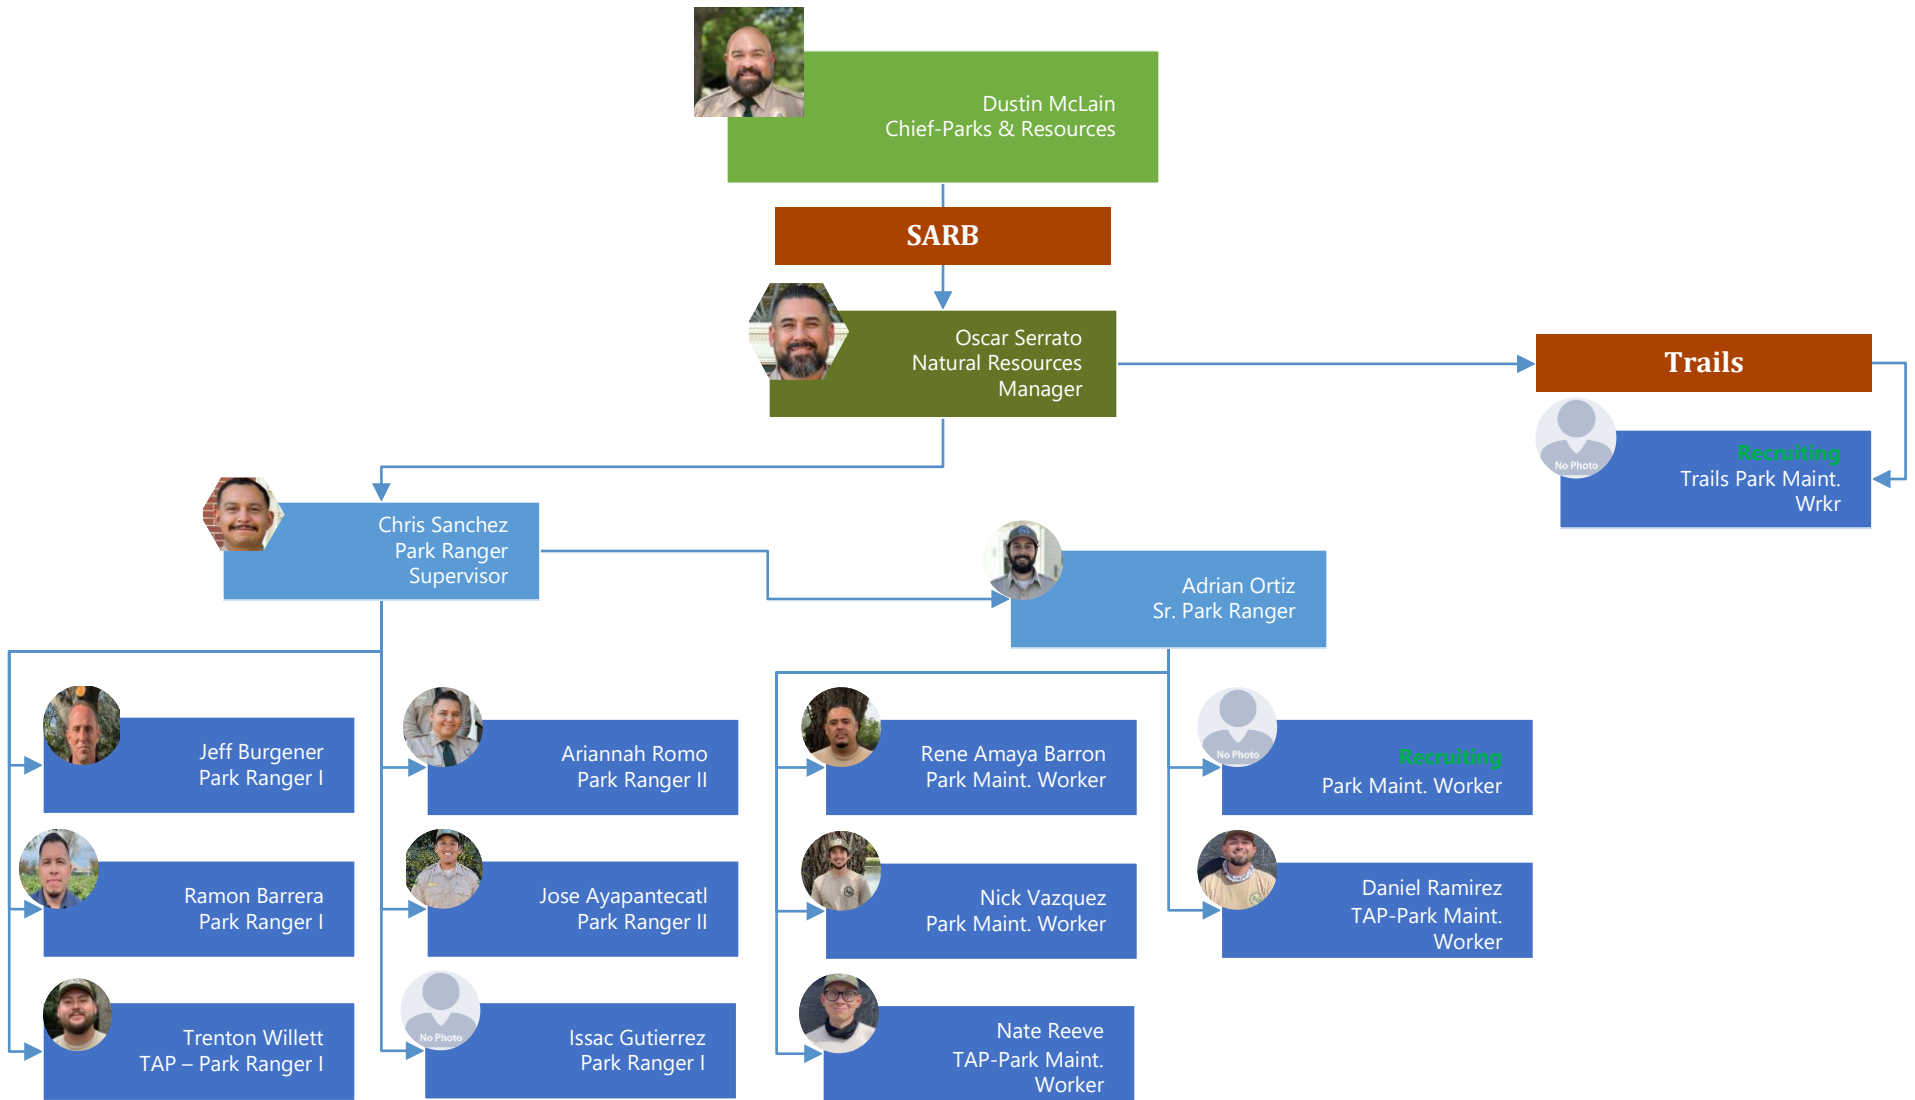 Dustin McLain
Chief-Parks & Resources
SARB
Oscar Serrato
Natural Resources
Manager
Trails
No Photo
Recruiting
Trails Park Maint.
Wrkr
Chris Sanchez
Park Ranger
Supervisor
Adrian Ortiz
Sr. Park Ranger
Jeff Burgener
Park Ranger I
Ariannah Romo
Park Ranger II
Rene Amaya Barron
Park Maint. Worker
No Photo
Recruiting
Park Maint. Worker
Ramon Barrera
Park Ranger I
Jose Ayapantecatl
Park Ranger II
Nick Vazquez
Park Maint. Worker
Daniel Ramirez
TAP-Park Maint.
Worker
Trenton Willett
TAP – Park Ranger I
No Photo
Issac Gutierrez
Park Ranger I
Nate Reeve
TAP-Park Maint.
Worker